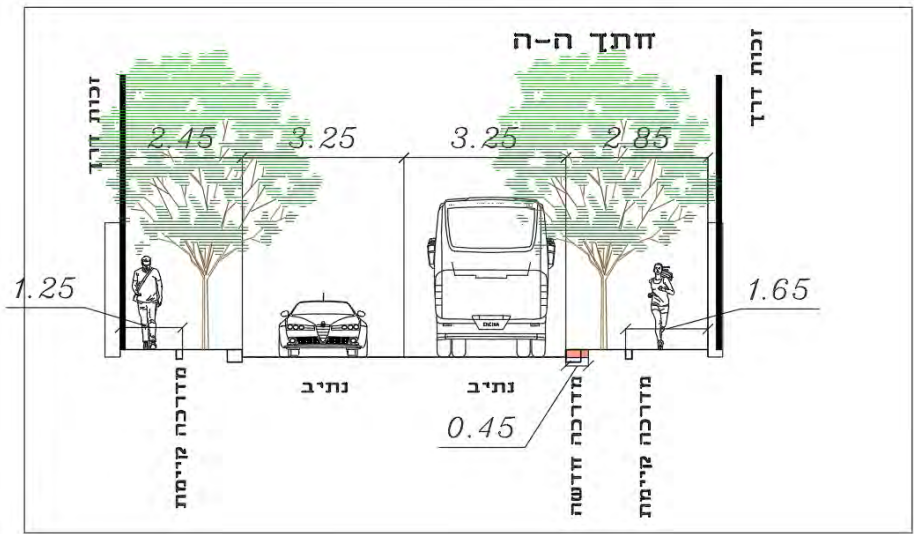 חתך ה-ה
זכות דרך
זכות דרך
2.45
3.25
3.25
2.85
1.25
1.65
נתיב
נתיב
0.45
מדרכה קיימת
מדרכה חדשה
מדרכה קיימת